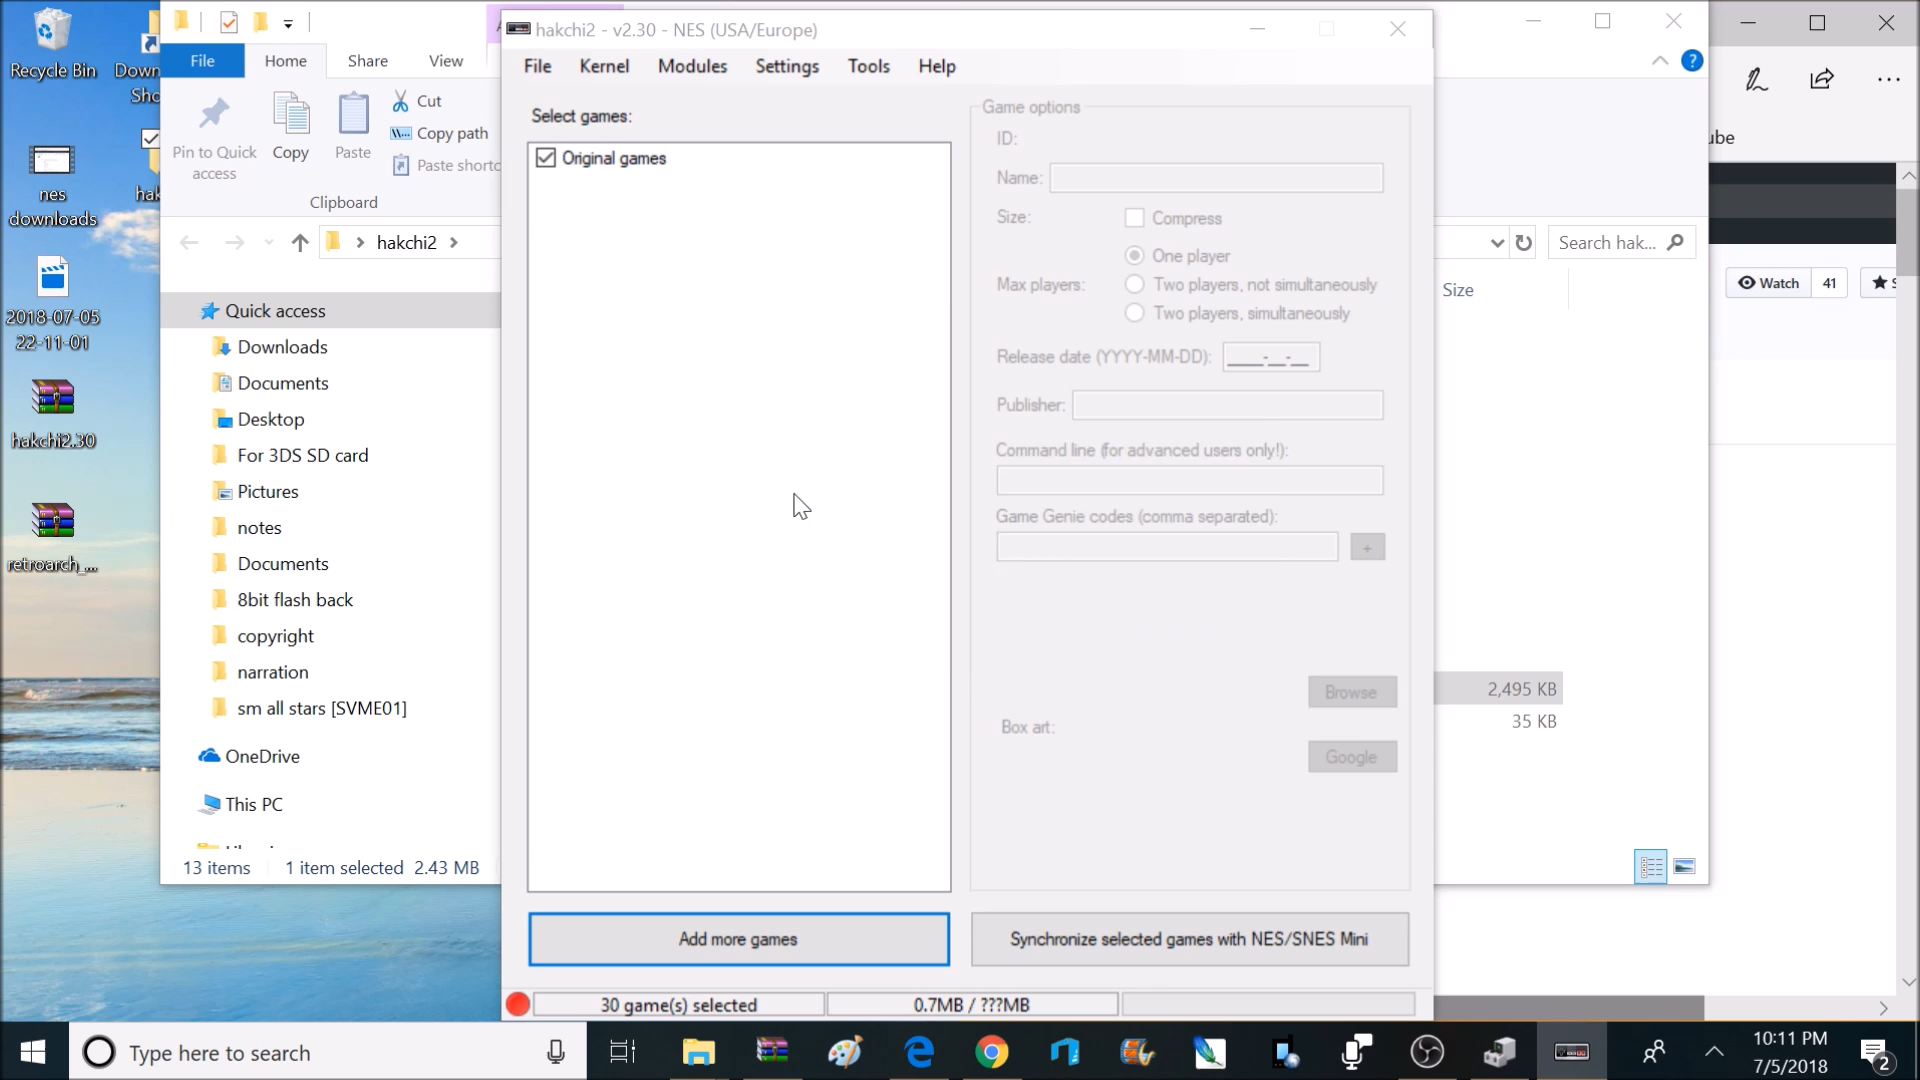 Recycle Bin
Down
Sho
nes
downloads
hak
2018-07-05
22-11-01
hakchi2.30
retroarch_...
File
Home
Share
View
Pin to Quick
access
Copy
Paste
Cut
Copy path
Paste shortc
Clipboard
hakchi2
Search hak...
Size
Quick access
Downloads
Documents
Desktop
For 3DS SD card
Pictures
notes
Documents
8bit flash back
copyright
narration
sm all stars [SVME01]
OneDrive
This PC
13 items
1 item selected 2.43 MB
2,495 KB
35 KB
hakchi2 - v2.30 - NES (USA/Europe)
File
Kernel
Modules
Settings
Tools
Help
Select games:
Original games
Game options
ID:
Name:
Size:
Compress
Max players:
One player
Two players, not simultaneously
Two players, simultaneously
Release date (YYYY-MM-DD):
____-__-__
Publisher:
Command line (for advanced users only!):
Game Genie codes (comma separated):
+
Browse
Box art:
Google
Add more games
Synchronize selected games with NES/SNES Mini
30 game(s) selected
0.7MB / ???MB
ube
Watch
41
S
Type here to search
10:11 PM
7/5/2018
2